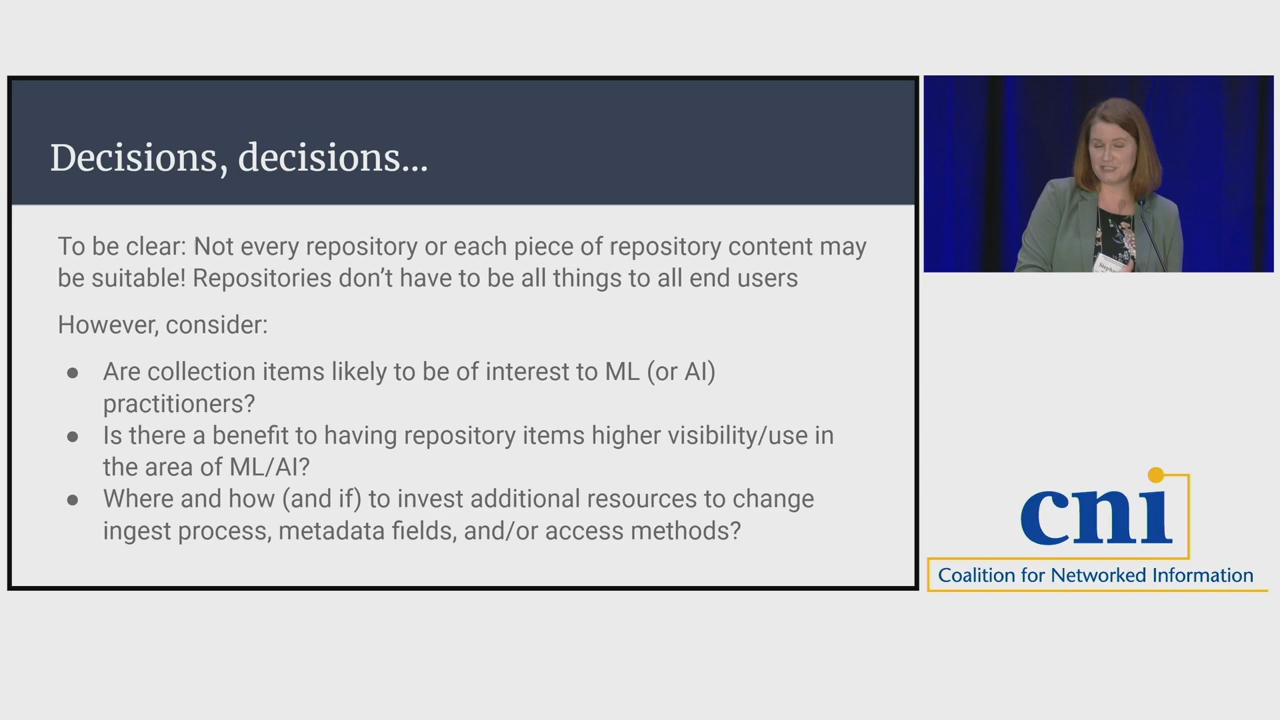 Decisions, decisions...
To be clear: Not every repository or each piece of repository content may
be suitable! Repositories don’t have to be all things to all end users
However, consider:
● Are collection items likely to be of interest to ML (or AI)
practitioners?
● Is there a benefit to having repository items higher visibility/use in
the area of ML/AI?
● Where and how (and if) to invest additional resources to change
ingest process, metadata fields, and/or access methods?
cni
Coalition for Networked Information